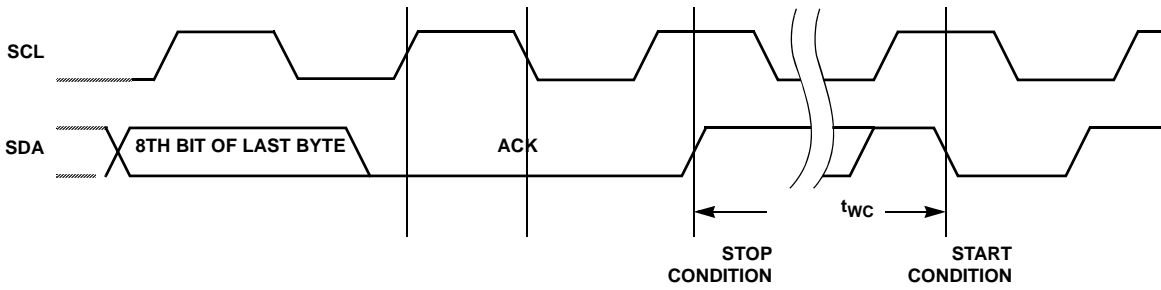 SCL
SDA
8TH BIT OF LAST BYTE
ACK
tWC
STOP
CONDITION
START
CONDITION